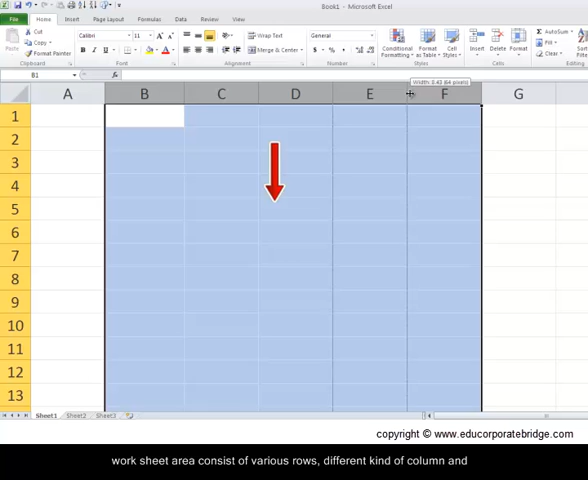 Book1 - Microsoft Excel
File Home Insert Page Layout Formulas Data Review View
Cut
Copy
Format Painter
Paste
Clipboard
Calibri 11
Font
Wrap Text
Merge & Center
Alignment
General
Number
Conditional Formatting
Format as Table
Cell Styles
Styles
Insert Delete Format
Cells
AutoSum
Fill
Clear
B1
fx
Width: 8.43 (64 pixels)
A B C D E F G
1
2
3
4
5
6
7
8
9
10
11
12
13
Sheet1 Sheet2 Sheet3
copyright © www.educorporatebridge.com
work sheet area consist of various rows, different kind of column and